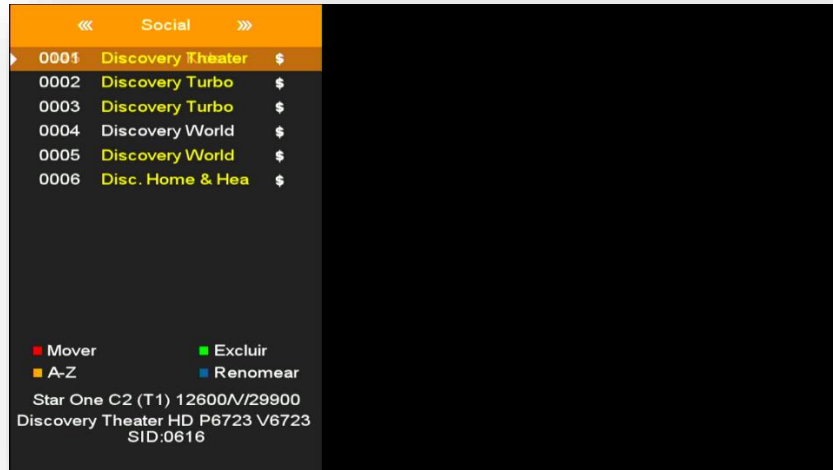 Social
0001 Discovery Theater $
0002 Discovery Turbo $
0003 Discovery Turbo $
0004 Discovery World $
0005 Discovery World $
0006 Disc. Home & Hea $
Mover Excluir
A-Z Renomear
Star One C2 (T1) 12600/V/29900
Discovery Theater HD P6723 V6723
SID:0616